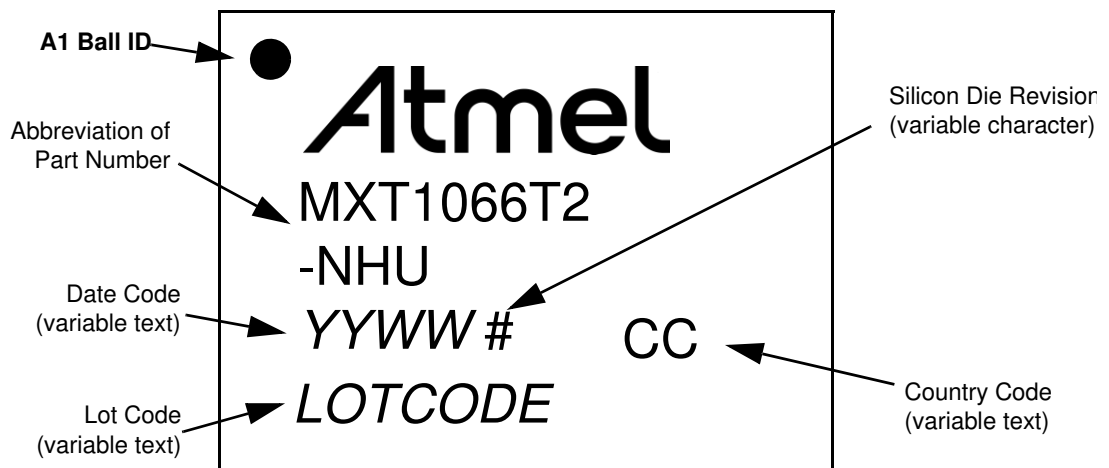 A1 Ball ID
Atmel
Abbreviation of
Part Number
Silicon Die Revision
(variable character)
MXT1066T2
-NHU
Date Code
(variable text)
YYWW #
CC
Country Code
(variable text)
Lot Code
(variable text)
LOTCODE